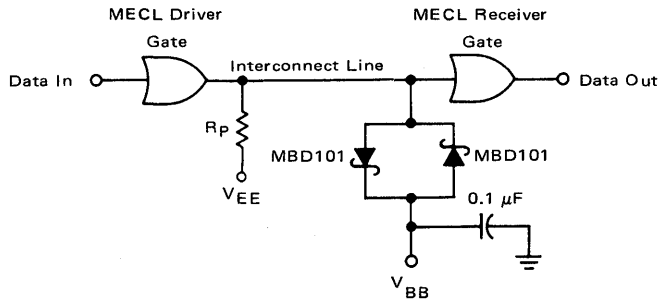 MECL Driver
MECL Receiver
Gate
Gate
Interconnect Line
Data In
Data Out
RP
MBD101
MBD101
VEE
0.1 μF
VBB